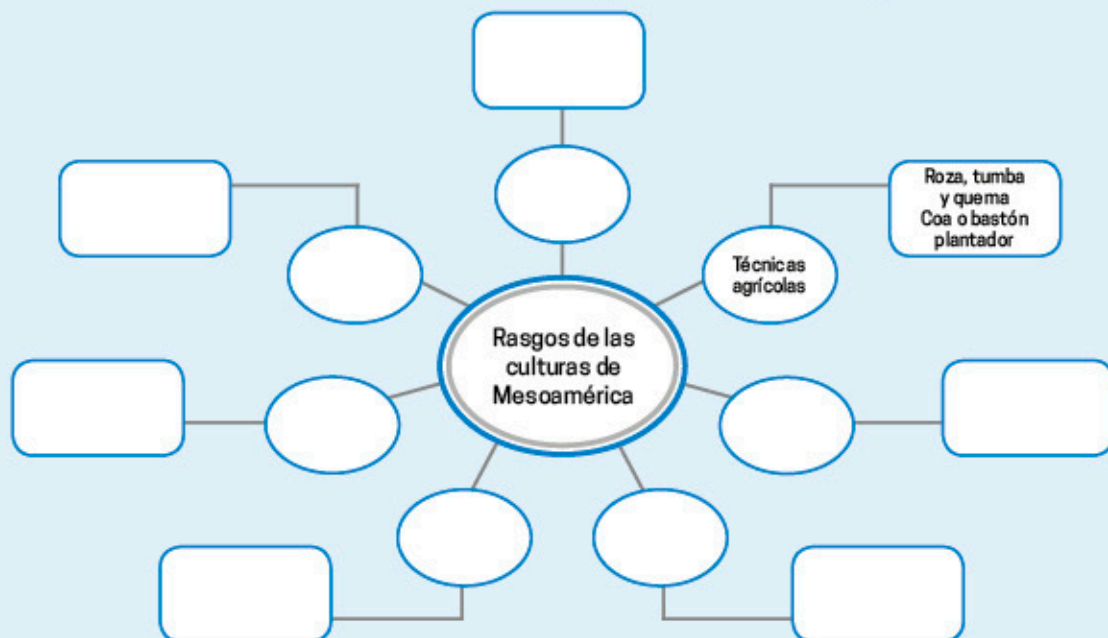 Roza, tumba
y quema
Coa o bastón
plantador
Técnicas
agrícolas
Rasgos de las
culturas de
Mesoamérica